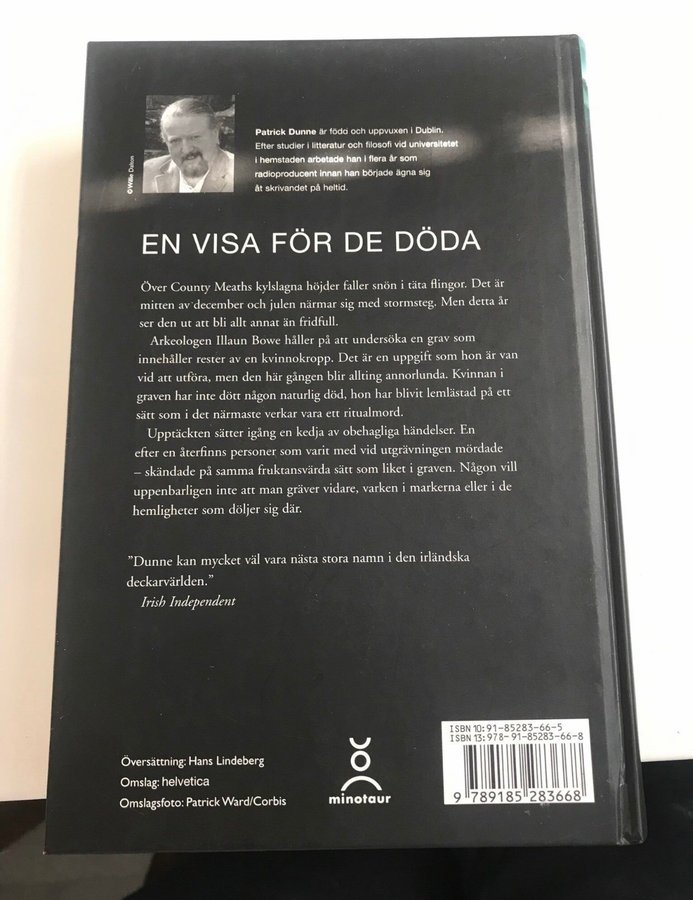 © Willie Dalton
Patrick Dunne är född och uppvuxen i Dublin.
Efter studier i litteratur och filosofi vid universitetet
i hemstaden arbetade han i flera år som
radioproducent innan han började ägna sig
åt skrivandet på heltid.
EN VISA FÖR DE DÖDA
Över County Meaths kylslagna höjder faller snön i täta flingor. Det är
mitten av december och julen närmar sig med stormsteg. Men detta år
ser den ut att bli allt annat än fridfull.
Arkeologen Illaun Bowe håller på att undersöka en grav som
innehåller rester av en kvinnokropp. Det är en uppgift som hon är van
vid att utföra, men den här gången blir allting annorlunda. Kvinnan i
graven har inte dött någon naturlig död, hon har blivit lemlästad på ett
sätt som i det närmaste verkar vara ett ritualmord.
Upptäckten sätter igång en kedja av obehagliga händelser. En
efter en återfinns personer som varit med vid utgrävningen mördade
– skändade på samma fruktansvärda sätt som liket i graven. Någon vill
uppenbarligen inte att man gräver vidare, varken i markerna eller i de
hemligheter som döljer sig där.
”Dunne kan mycket väl vara nästa stora namn i den irländska
deckarvärlden.”
Irish Independent
Översättning: Hans Lindeberg
Omslag: helvetica
Omslagsfoto: Patrick Ward/Corbis
minotaur
ISBN 10: 91-85283-66-5
ISBN 13: 978-91-85283-66-8
9 789185 283668